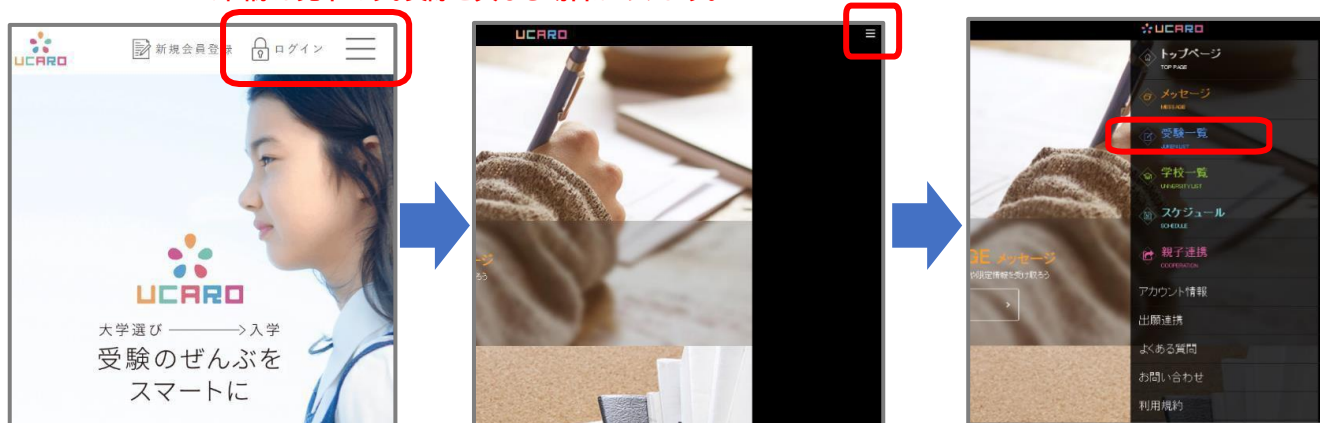 UCARO
新規会員登録 ログイン
UCARO
大学選び → 入学
受験のぜんぶを
スマートに
UCARO
UCARO
トップページ
TOP PAGE
メッセージ
MESSAGE
受験一覧
学校一覧
UNIVERSITY LIST
スケジュール
SCHEDULE
親子連携
COOPERATION
アカウント情報
出願連携
よくある質問
お問い合わせ
利用規約
メッセージ